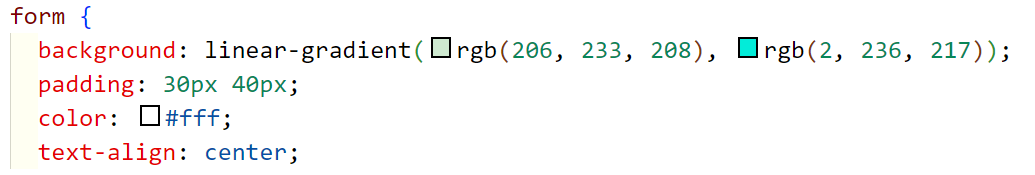 form {
background: linear-gradient(rgb(206, 233, 208), rgb(2, 236, 217));
padding: 30px 40px;
color: #fff;
text-align: center;